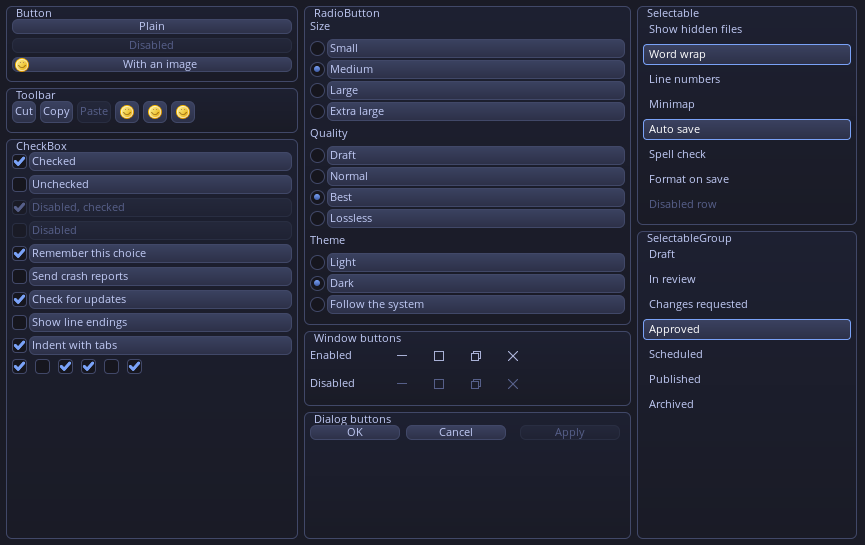 Button
Plain
Disabled
With an image
Toolbar
Cut Copy Paste
CheckBox
Checked
Unchecked
Disabled, checked
Disabled
Remember this choice
Send crash reports
Check for updates
Show line endings
Indent with tabs
RadioButton
Size
Small
Medium
Large
Extra large
Quality
Draft
Normal
Best
Lossless
Theme
Light
Dark
Follow the system
Window buttons
Enabled
Disabled
Dialog buttons
OK Cancel Apply
Selectable
Show hidden files
Word wrap
Line numbers
Minimap
Auto save
Spell check
Format on save
Disabled row
SelectableGroup
Draft
In review
Changes requested
Approved
Scheduled
Published
Archived